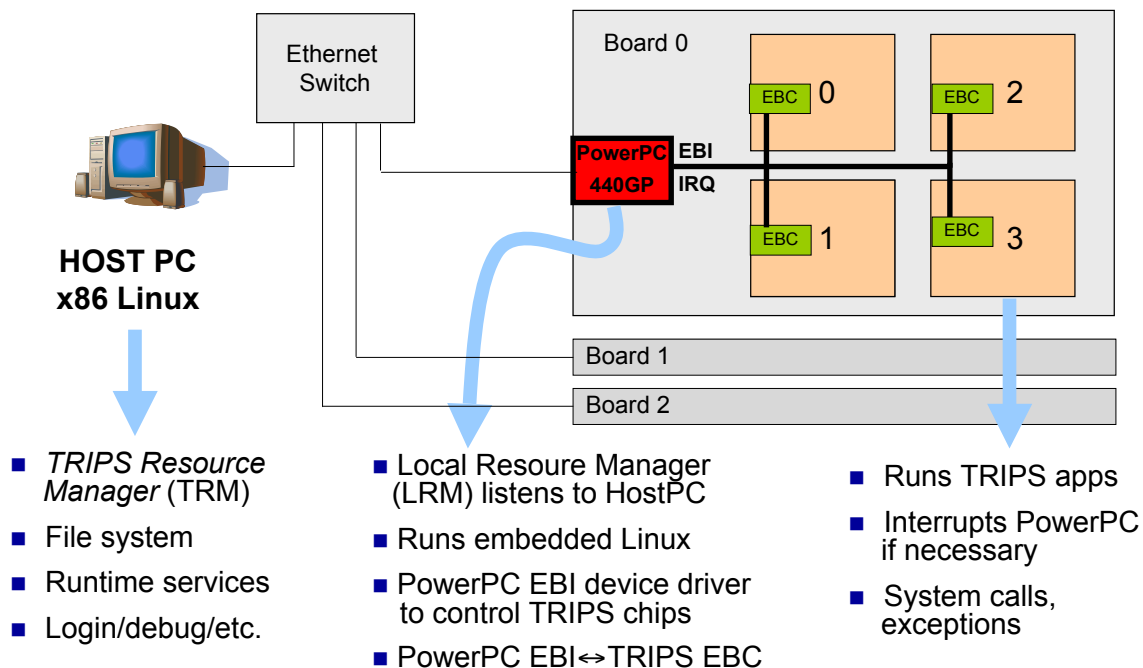 Ethernet
Switch
Board 0
EBC 0
EBC 2
PowerPC
440GP
EBI
IRQ
EBC 1
EBC 3
HOST PC
x86 Linux
Board 1
Board 2
■ TRIPS Resource
Manager (TRM)
■ File system
■ Runtime services
■ Login/debug/etc.
■ Local Resoure Manager
(LRM) listens to HostPC
■ Runs embedded Linux
■ PowerPC EBI device driver
to control TRIPS chips
■ PowerPC EBI↔TRIPS EBC
■ Runs TRIPS apps
■ Interrupts PowerPC
if necessary
■ System calls,
exceptions